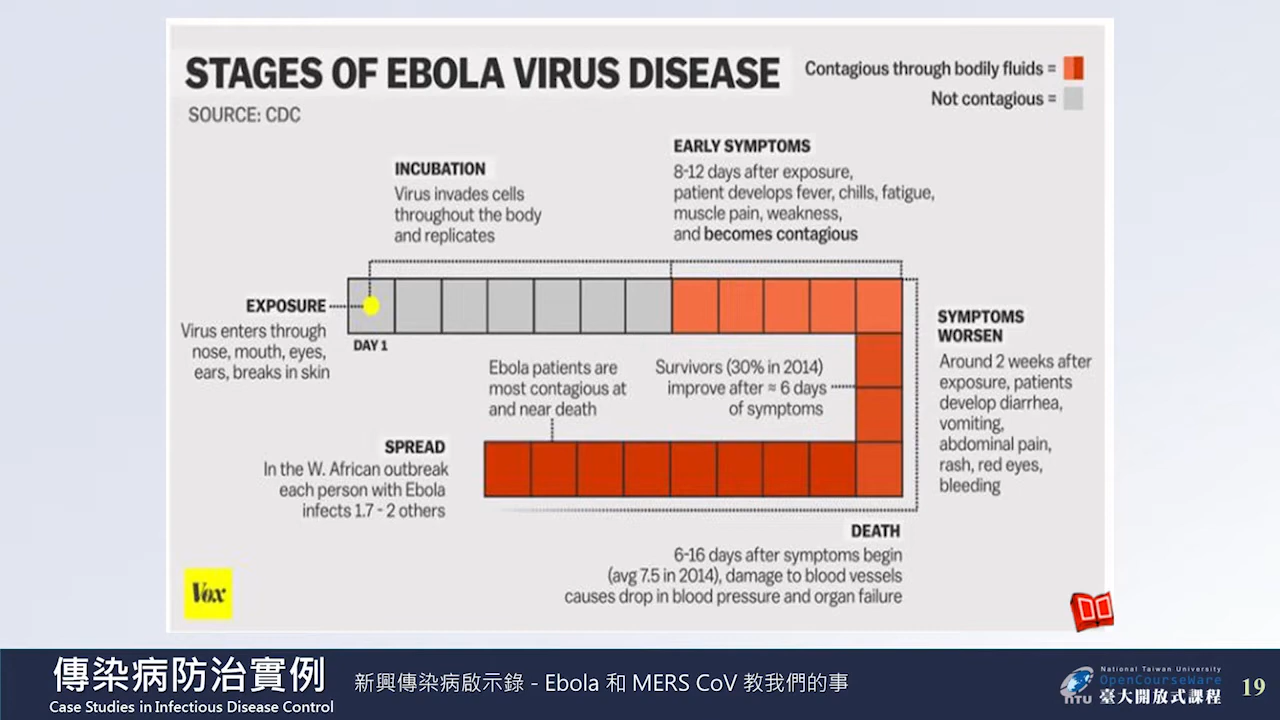 STAGES OF EBOLA VIRUS DISEASE
SOURCE: CDC
Contagious through bodily fluids =
Not contagious =
INCUBATION
Virus invades cells
throughout the body
and replicates
EARLY SYMPTOMS
8-12 days after exposure,
patient develops fever, chills, fatigue,
muscle pain, weakness,
and becomes contagious
EXPOSURE
Virus enters through
nose, mouth, eyes,
ears, breaks in skin
DAY 1
SYMPTOMS
WORSEN
Around 2 weeks after
exposure, patients
develop diarrhea,
vomiting,
abdominal pain,
rash, red eyes,
bleeding
Ebola patients are
most contagious at
and near death
Survivors (30% in 2014)
improve after ≈ 6 days
of symptoms
SPREAD
In the W. African outbreak
each person with Ebola
infects 1.7 - 2 others
DEATH
6-16 days after symptoms begin
(avg 7.5 in 2014), damage to blood vessels
causes drop in blood pressure and organ failure
Vox
傳染病防治實例
Case Studies in Infectious Disease Control
新興傳染病啟示錄 - Ebola 和 MERS CoV 教我們的事
NTU
National Taiwan University
OpenCourseWare
臺大開放式課程
19